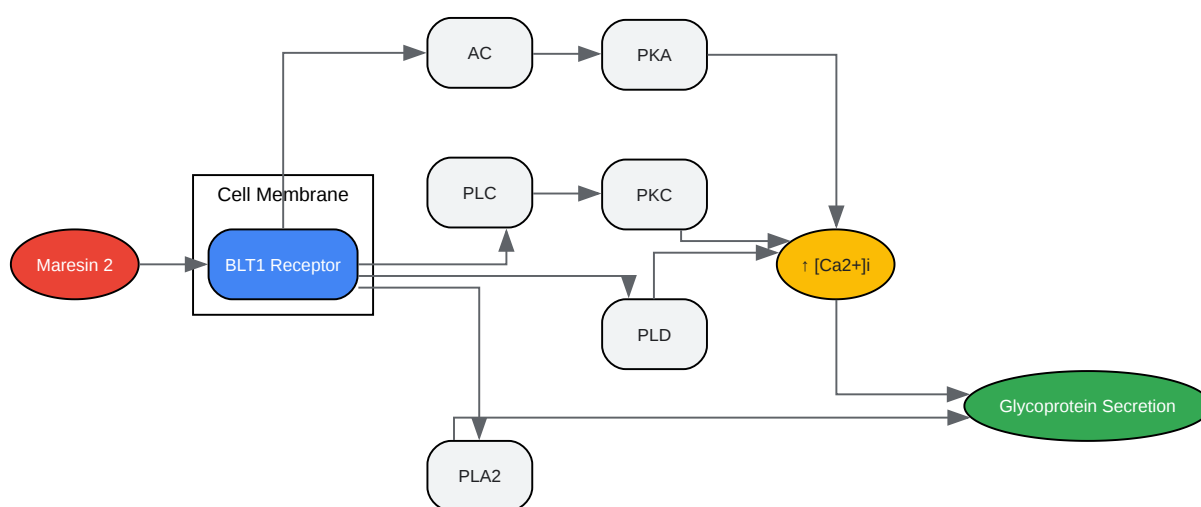 AC
PKA
PLC
PKC
Cell Membrane
Maresin 2
BLT1 Receptor
↑ [Ca2+]i
PLD
Glycoprotein Secretion
PLA2